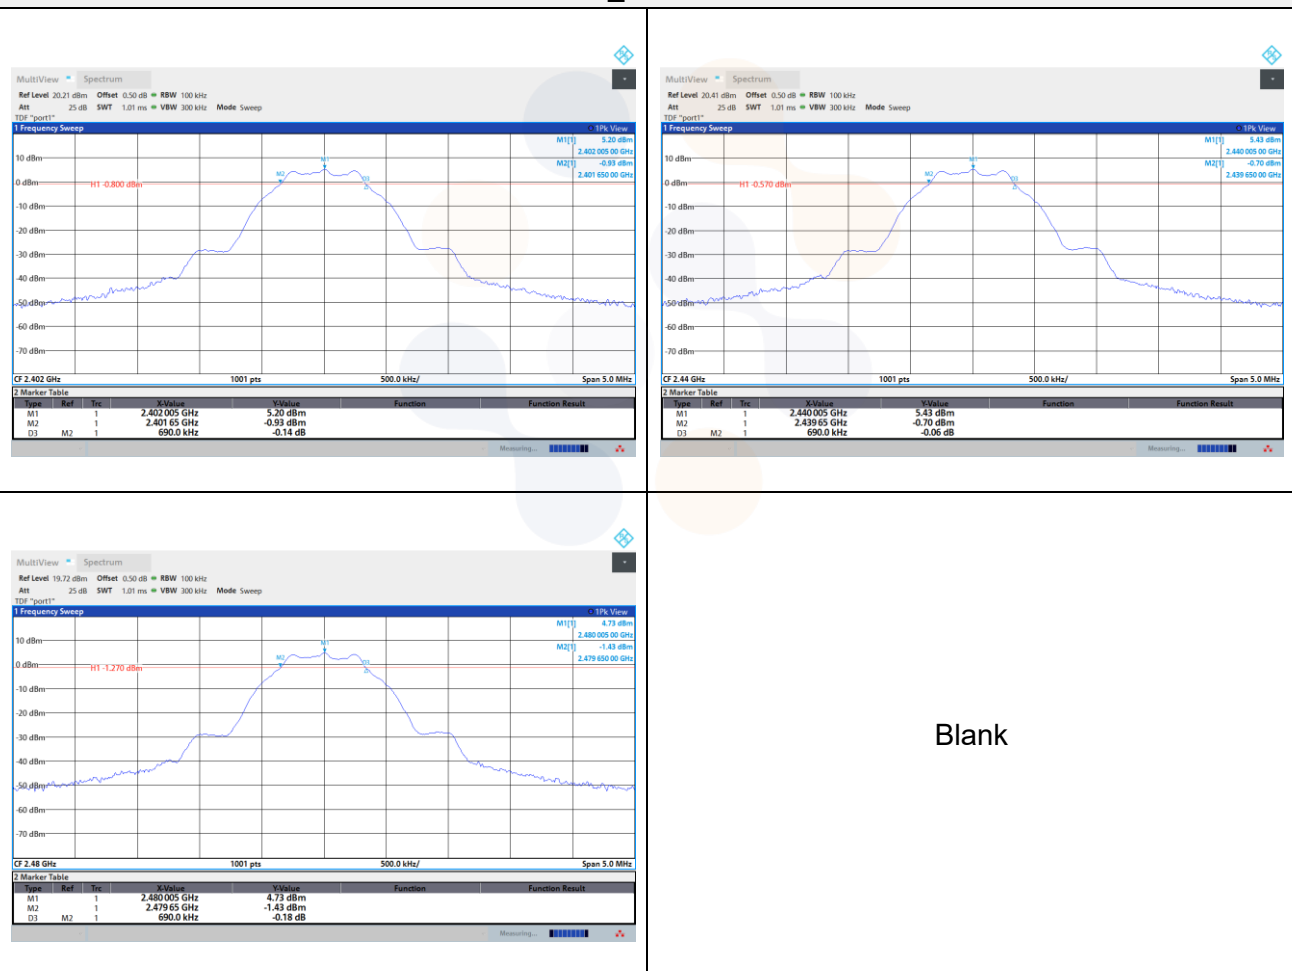 MultiView Spectrum
Ref Level 20.21 dBm Offset 0.50 dB RBW 100 kHz
Att 25 dB SWT 1.01 ms VBW 300 kHz Mode Sweep
TDF "port1"
1 Frequency Sweep 1Pk View
M1[1] 5.20 dBm
2.402 005 00 GHz
M2[1] -0.93 dBm
2.401 650 00 GHz
M1
M2
D3
H1 -0.800 dBm
10 dBm
0 dBm
-10 dBm
-20 dBm
-30 dBm
-40 dBm
-50 dBm
-60 dBm
-70 dBm
CF 2.402 GHz 1001 pts 500.0 kHz/ Span 5.0 MHz
2 Marker Table
Type Ref Trc X-Value Y-Value Function Function Result
M1 1 2.402 005 GHz 5.20 dBm
M2 1 2.401 65 GHz -0.93 dBm
D3 M2 1 690.0 kHz -0.14 dB
Measuring...
MultiView Spectrum
Ref Level 20.41 dBm Offset 0.50 dB RBW 100 kHz
Att 25 dB SWT 1.01 ms VBW 300 kHz Mode Sweep
TDF "port1"
1 Frequency Sweep 1Pk View
M1[1] 5.43 dBm
2.440 005 00 GHz
M2[1] -0.70 dBm
2.439 650 00 GHz
M1
M2
D3
H1 -0.570 dBm
10 dBm
0 dBm
-10 dBm
-20 dBm
-30 dBm
-40 dBm
-50 dBm
-60 dBm
-70 dBm
CF 2.44 GHz 1001 pts 500.0 kHz/ Span 5.0 MHz
2 Marker Table
Type Ref Trc X-Value Y-Value Function Function Result
M1 1 2.440 005 GHz 5.43 dBm
M2 1 2.439 65 GHz -0.70 dBm
D3 M2 1 690.0 kHz -0.06 dB
Measuring...
MultiView Spectrum
Ref Level 19.72 dBm Offset 0.50 dB RBW 100 kHz
Att 25 dB SWT 1.01 ms VBW 300 kHz Mode Sweep
TDF "port1"
1 Frequency Sweep 1Pk View
M1[1] 4.73 dBm
2.480 005 00 GHz
M2[1] -1.43 dBm
2.479 650 00 GHz
M1
M2
D3
H1 -1.270 dBm
10 dBm
0 dBm
-10 dBm
-20 dBm
-30 dBm
-40 dBm
-50 dBm
-60 dBm
-70 dBm
CF 2.48 GHz 1001 pts 500.0 kHz/ Span 5.0 MHz
2 Marker Table
Type Ref Trc X-Value Y-Value Function Function Result
M1 1 2.480 005 GHz 4.73 dBm
M2 1 2.479 65 GHz -1.43 dBm
D3 M2 1 690.0 kHz -0.18 dB
Measuring...
Blank